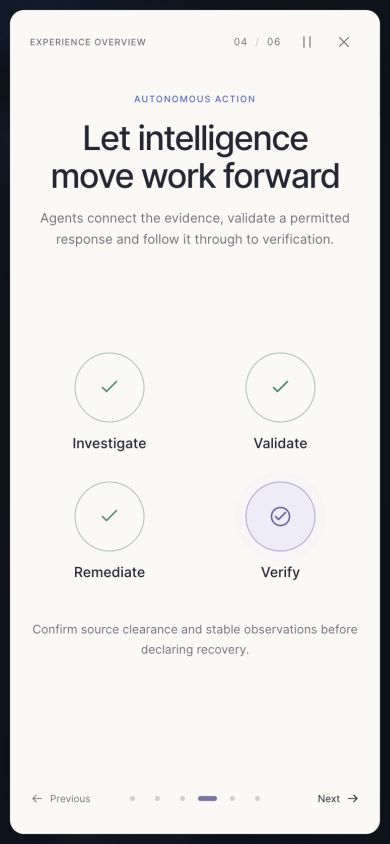 EXPERIENCE OVERVIEW
04 / 06
AUTONOMOUS ACTION
Let intelligence
move work forward
Agents connect the evidence, validate a permitted
response and follow it through to verification.
Investigate
Validate
Remediate
Verify
Confirm source clearance and stable observations before
declaring recovery.
Previous
Next